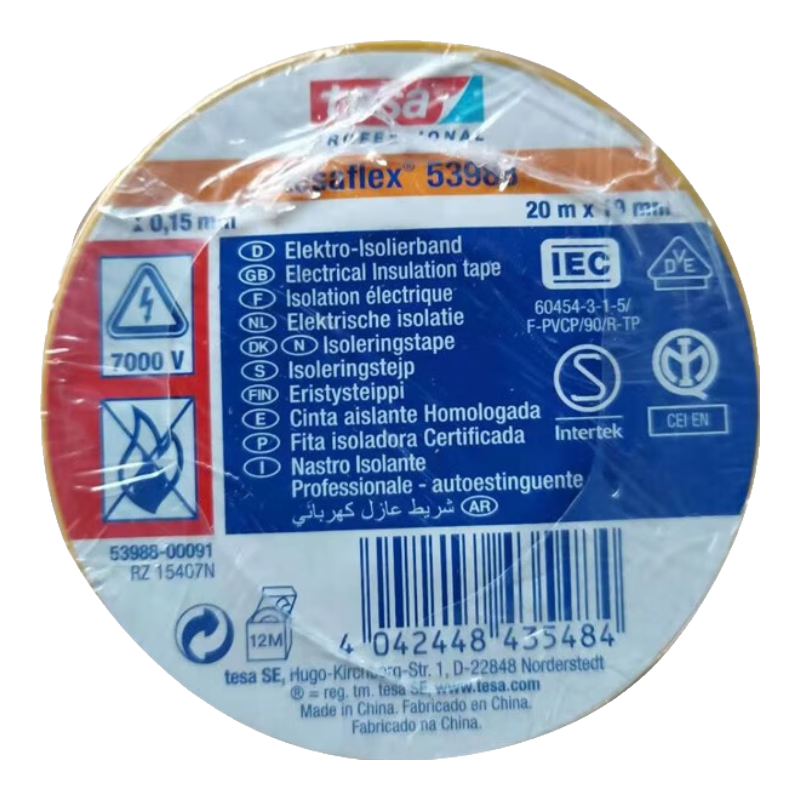 tesa
PROFESSIONAL
tesaflex® 53988
x 0,15 mm
20 m x 19 mm
7000 V
D Elektro-Isolierband
GB Electrical Insulation tape
F Isolation électrique
NL Elektrische isolatie
DK N Isoleringstape
S Isoleringstejp
FIN Eristysteippi
E Cinta aislante Homologada
P Fita isoladora Certificada
I Nastro Isolante
Professionale - autoestinguente
شريط عازل كهربائي AR
IEC
60454-3-1-5/
F-PVCP/90/R-TP
DVE
S
Intertek
CEI EN
53988-00091
RZ 15407N
12M
4 042448 435484
tesa SE, Hugo-Kirchberg-Str. 1, D-22848 Norderstedt
® = reg. tm. tesa SE, www.tesa.com
Made in China. Fabricado en China.
Fabricado na China.